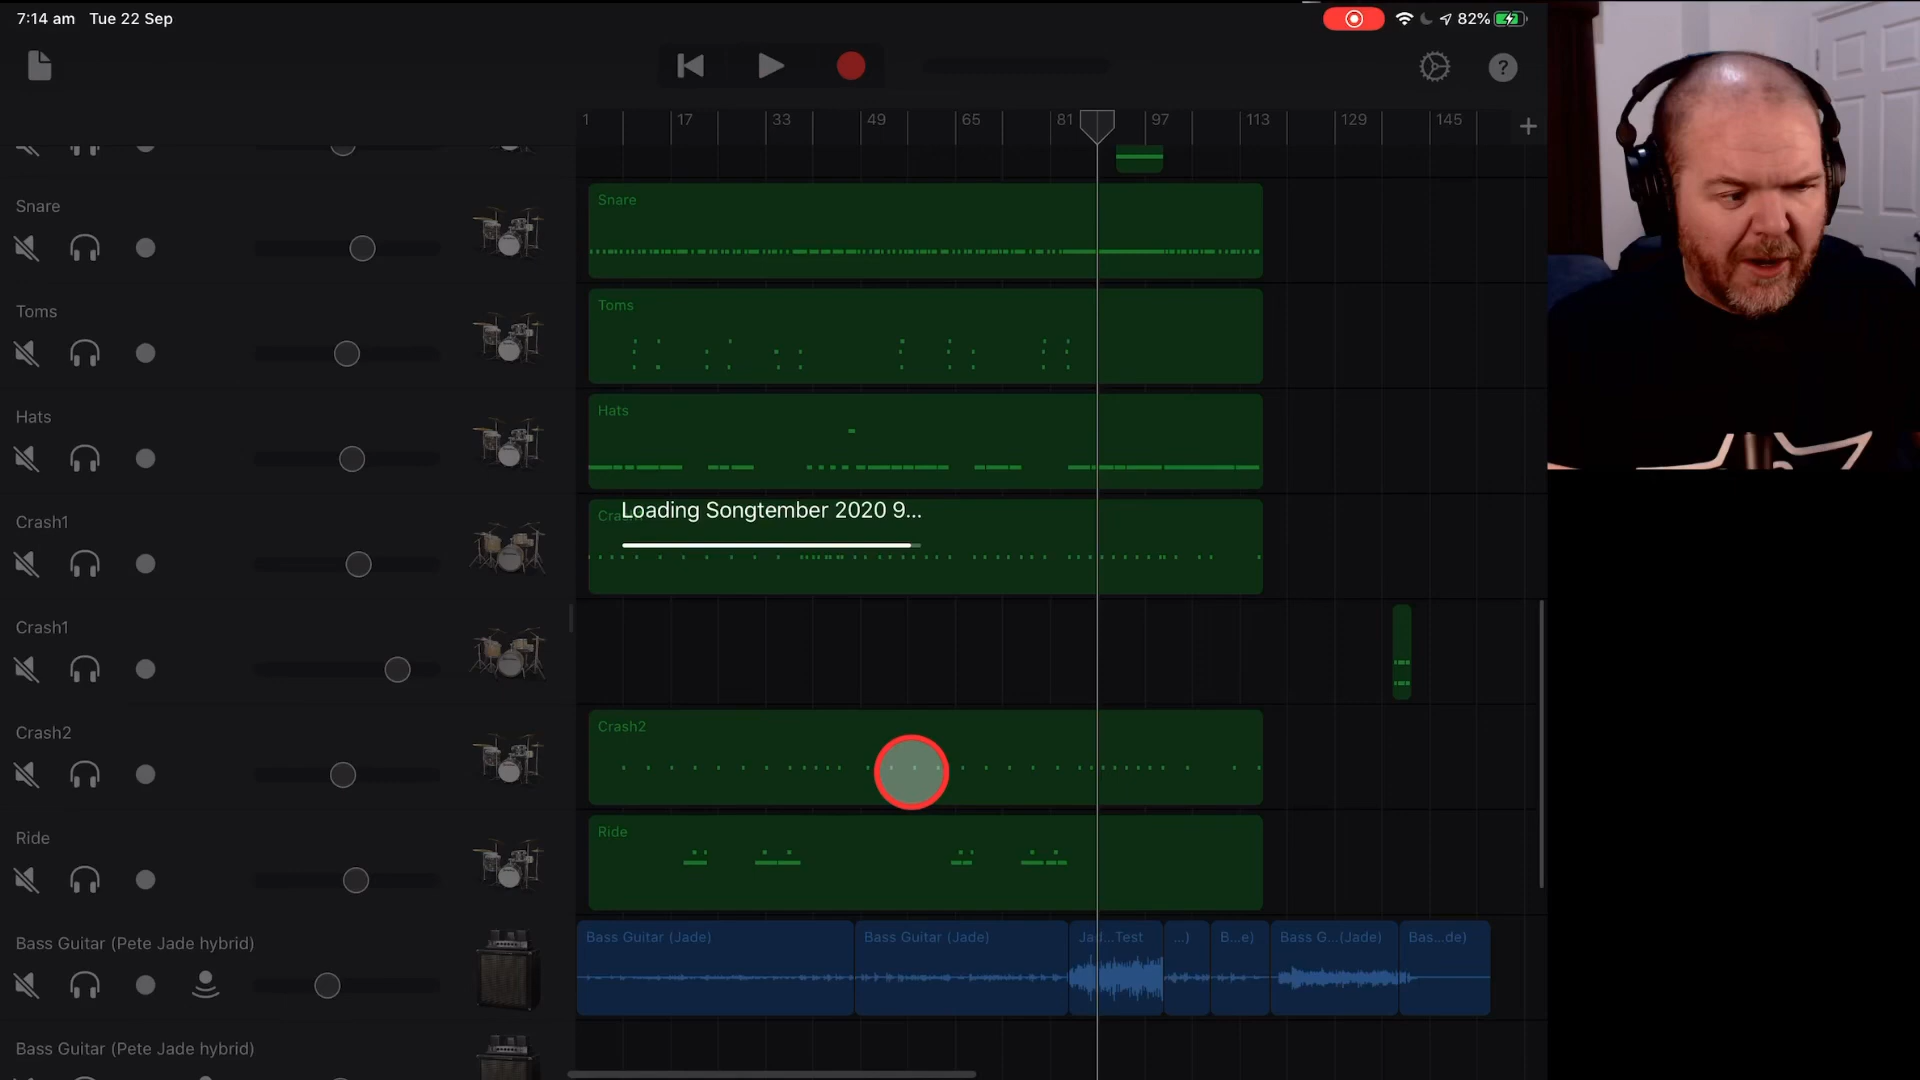 7:14 am Tue 22 Sep
82%
?
1 17 33 49 65 81 97 113 129 145 +
Snare
Snare
Toms
Toms
Hats
Hats
Crash1
Loading Songtember 2020 9...
Crash1
Crash2
Crash2
Ride
Ride
Bass Guitar (Pete Jade hybrid)
Bass Guitar (Jade)
Bass Guitar (Jade)
Jad...Test
...)
B...e)
Bass G...(Jade)
Bas...de)
Bass Guitar (Pete Jade hybrid)